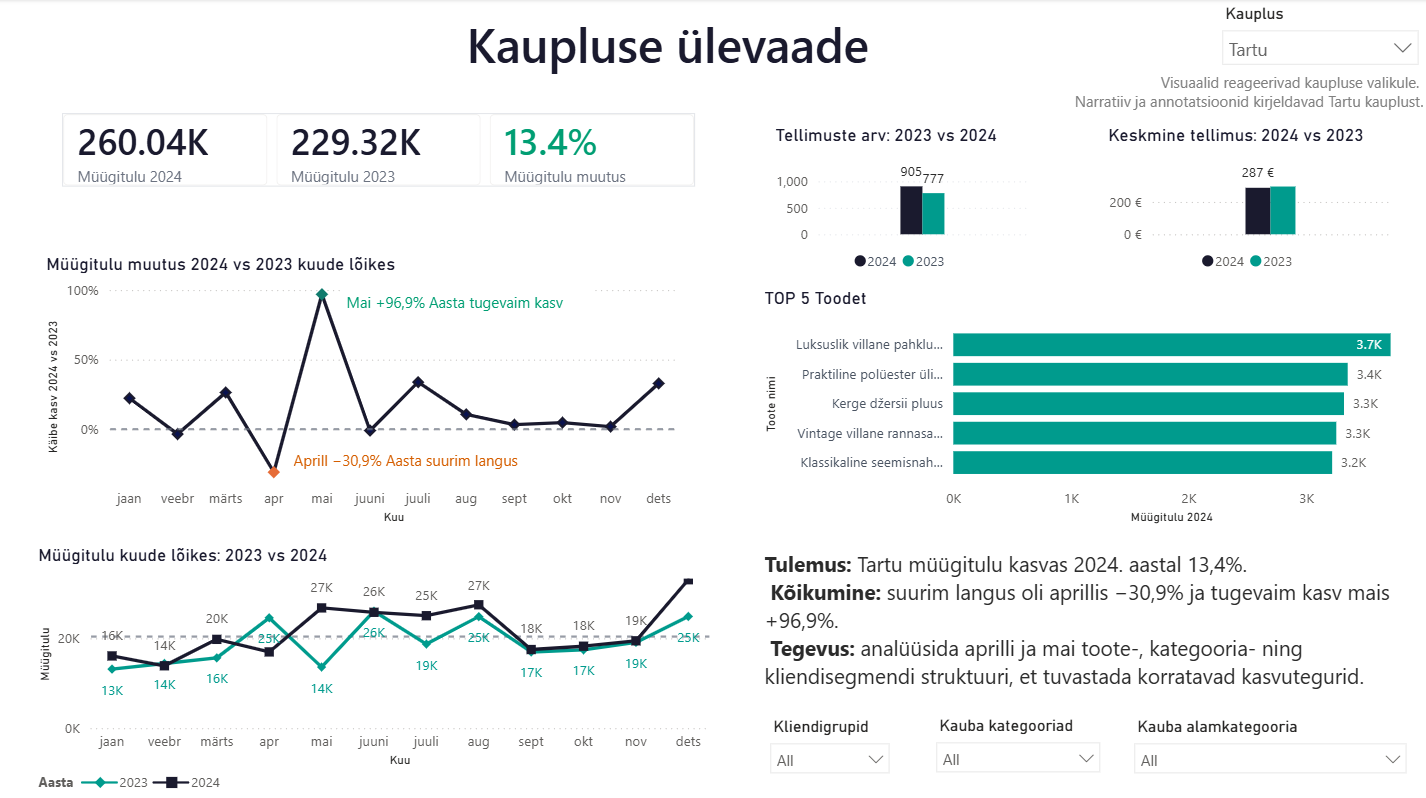 Kaupluse ülevaade
Kauplus
Tartu
Visuaalid reageerivad kaupluse valikule.
Narratiiv ja annotatsioonid kirjeldavad Tartu kauplust.
260.04K
Müügitulu 2024
229.32K
Müügitulu 2023
13.4%
Müügitulu muutus
Tellimuste arv: 2023 vs 2024
905
777
1,000
500
0
2024 2023
Keskmine tellimus: 2024 vs 2023
287 €
200 €
0 €
2024 2023
Müügitulu muutus 2024 vs 2023 kuude lõikes
Käibe kasv 2024 vs 2023
100%
50%
0%
Mai +96,9% Aasta tugevaim kasv
Aprill −30,9% Aasta suurim langus
jaan veebr märts apr mai juuni juuli aug sept okt nov dets
Kuu
TOP 5 Toodet
Toote nimi
Luksuslik villane pahklu... 3.7K
Praktiline polüester üli... 3.4K
Kerge džersii pluus 3.3K
Vintage villane rannasa... 3.3K
Klassikaline seemisnah... 3.2K
0K 1K 2K 3K
Müügitulu 2024
Müügitulu kuude lõikes: 2023 vs 2024
Müügitulu
20K
0K
16K 14K 20K 27K 26K 25K 27K 18K 18K 19K
13K 14K 16K 25K 14K 26K 19K 25K 17K 17K 19K 25K
jaan veebr märts apr mai juuni juuli aug sept okt nov dets
Kuu
Aasta 2023 2024
Tulemus: Tartu müügitulu kasvas 2024. aastal 13,4%.
Kõikumine: suurim langus oli aprillis −30,9% ja tugevaim kasv mais
+96,9%.
Tegevus: analüüsida aprilli ja mai toote-, kategooria- ning
kliendisegmendi struktuuri, et tuvastada korratavad kasvutegurid.
Kliendigrupid
All
Kauba kategooriad
All
Kauba alamkategooria
All